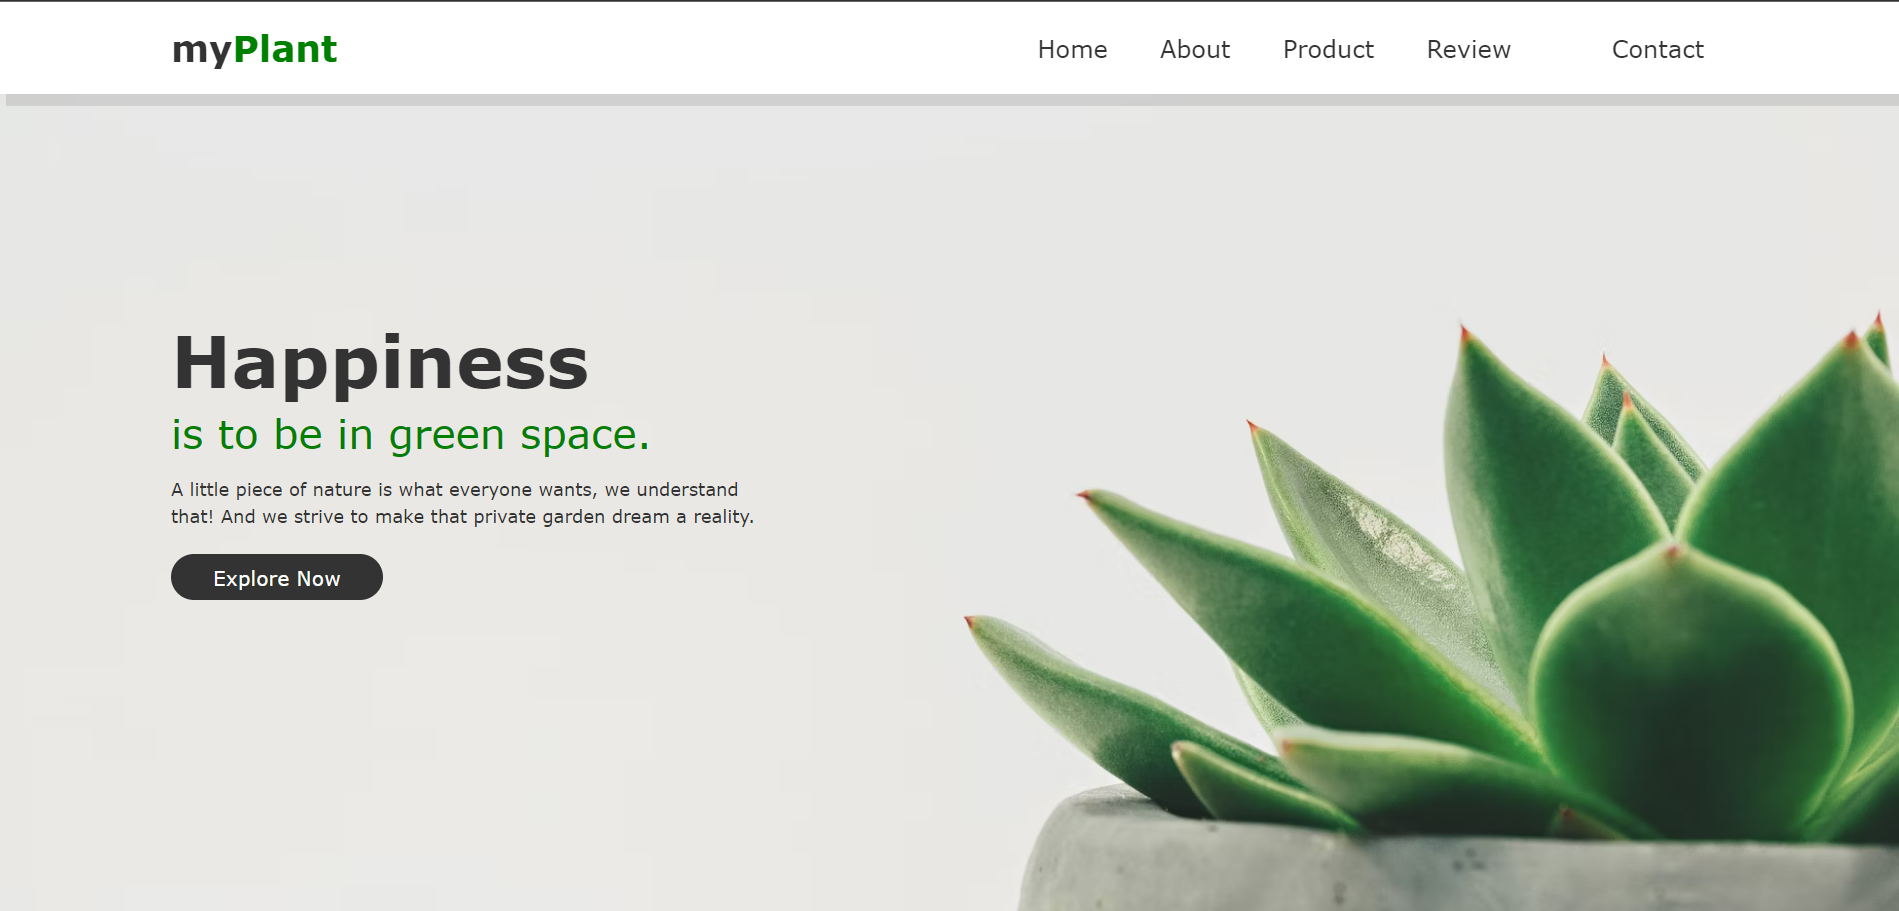 myPlant Home About Product Review Contact
Happiness
is to be in green space.
A little piece of nature is what everyone wants, we understand
that! And we strive to make that private garden dream a reality.
Explore Now